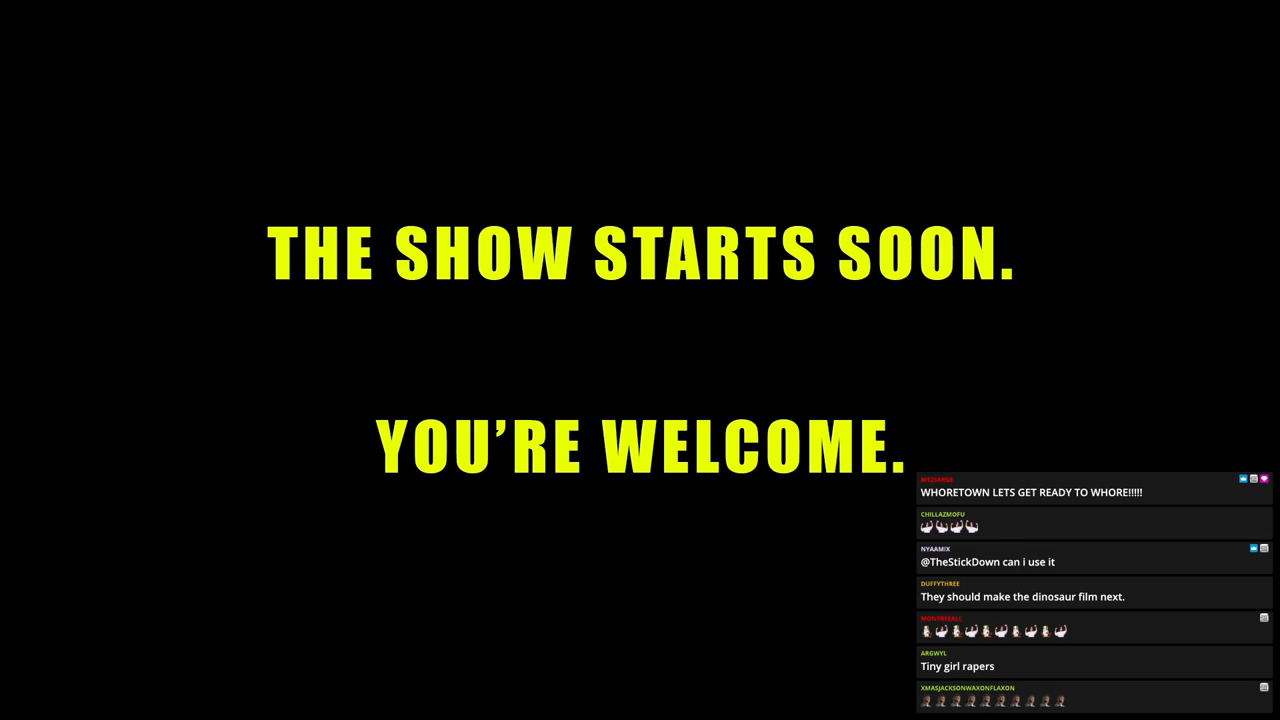 THE SHOW STARTS SOON.
YOU'RE WELCOME.
WHORETOWN LETS GET READY TO WHORE!!!!!
CHILLAZMOFU
NYAAMIX
@TheStickDown can i use it
DUFFYTHREE
They should make the dinosaur film next.
ARGWYL
Tiny girl rapers
XMASJACKSONWAXONFLAXON